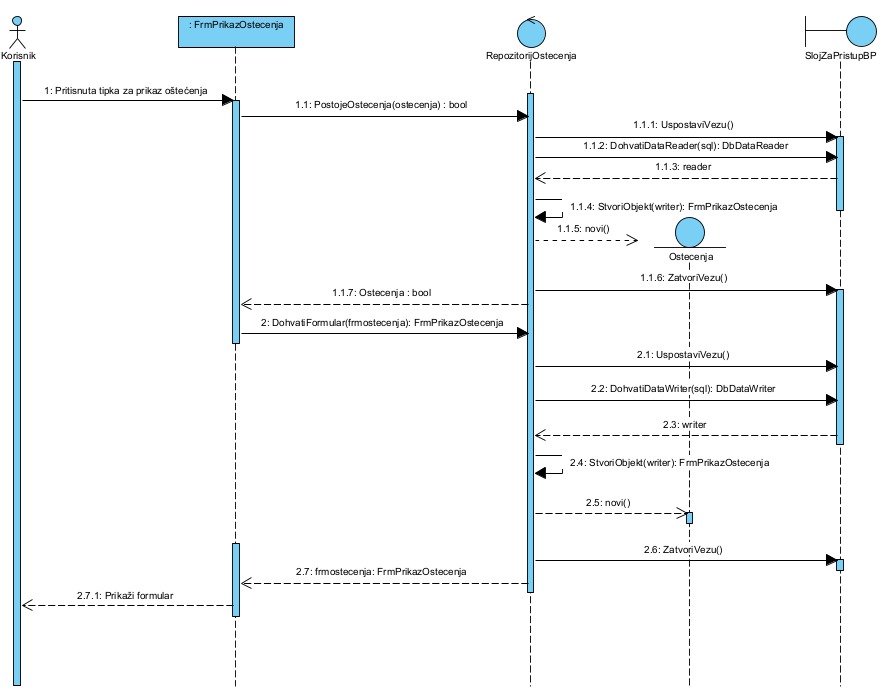 : FrmPrikazOstecenja
Korisnik
RepozitorijOstecenja
SlojZaPristupBP
1: Pritisnuta tipka za prikaz oštećenja
1.1: PostojeOstecenja(ostecenja) : bool
1.1.1: UspostaviVezu()
1.1.2: DohvatiDataReader(sql): DbDataReader
1.1.3: reader
1.1.4: StvoriObjekt(writer): FrmPrikazOstecenja
1.1.5: novi()
Ostecenja
1.1.6: ZatvoriVezu()
1.1.7: Ostecenja : bool
2: DohvatiFormular(frmostecenja): FrmPrikazOstecenja
2.1: UspostaviVezu()
2.2: DohvatiDataWriter(sql): DbDataWriter
2.3: writer
2.4: StvoriObjekt(writer): FrmPrikazOstecenja
2.5: novi()
2.6: ZatvoriVezu()
2.7: frmostecenja: FrmPrikazOstecenja
2.7.1: Prikaži formular